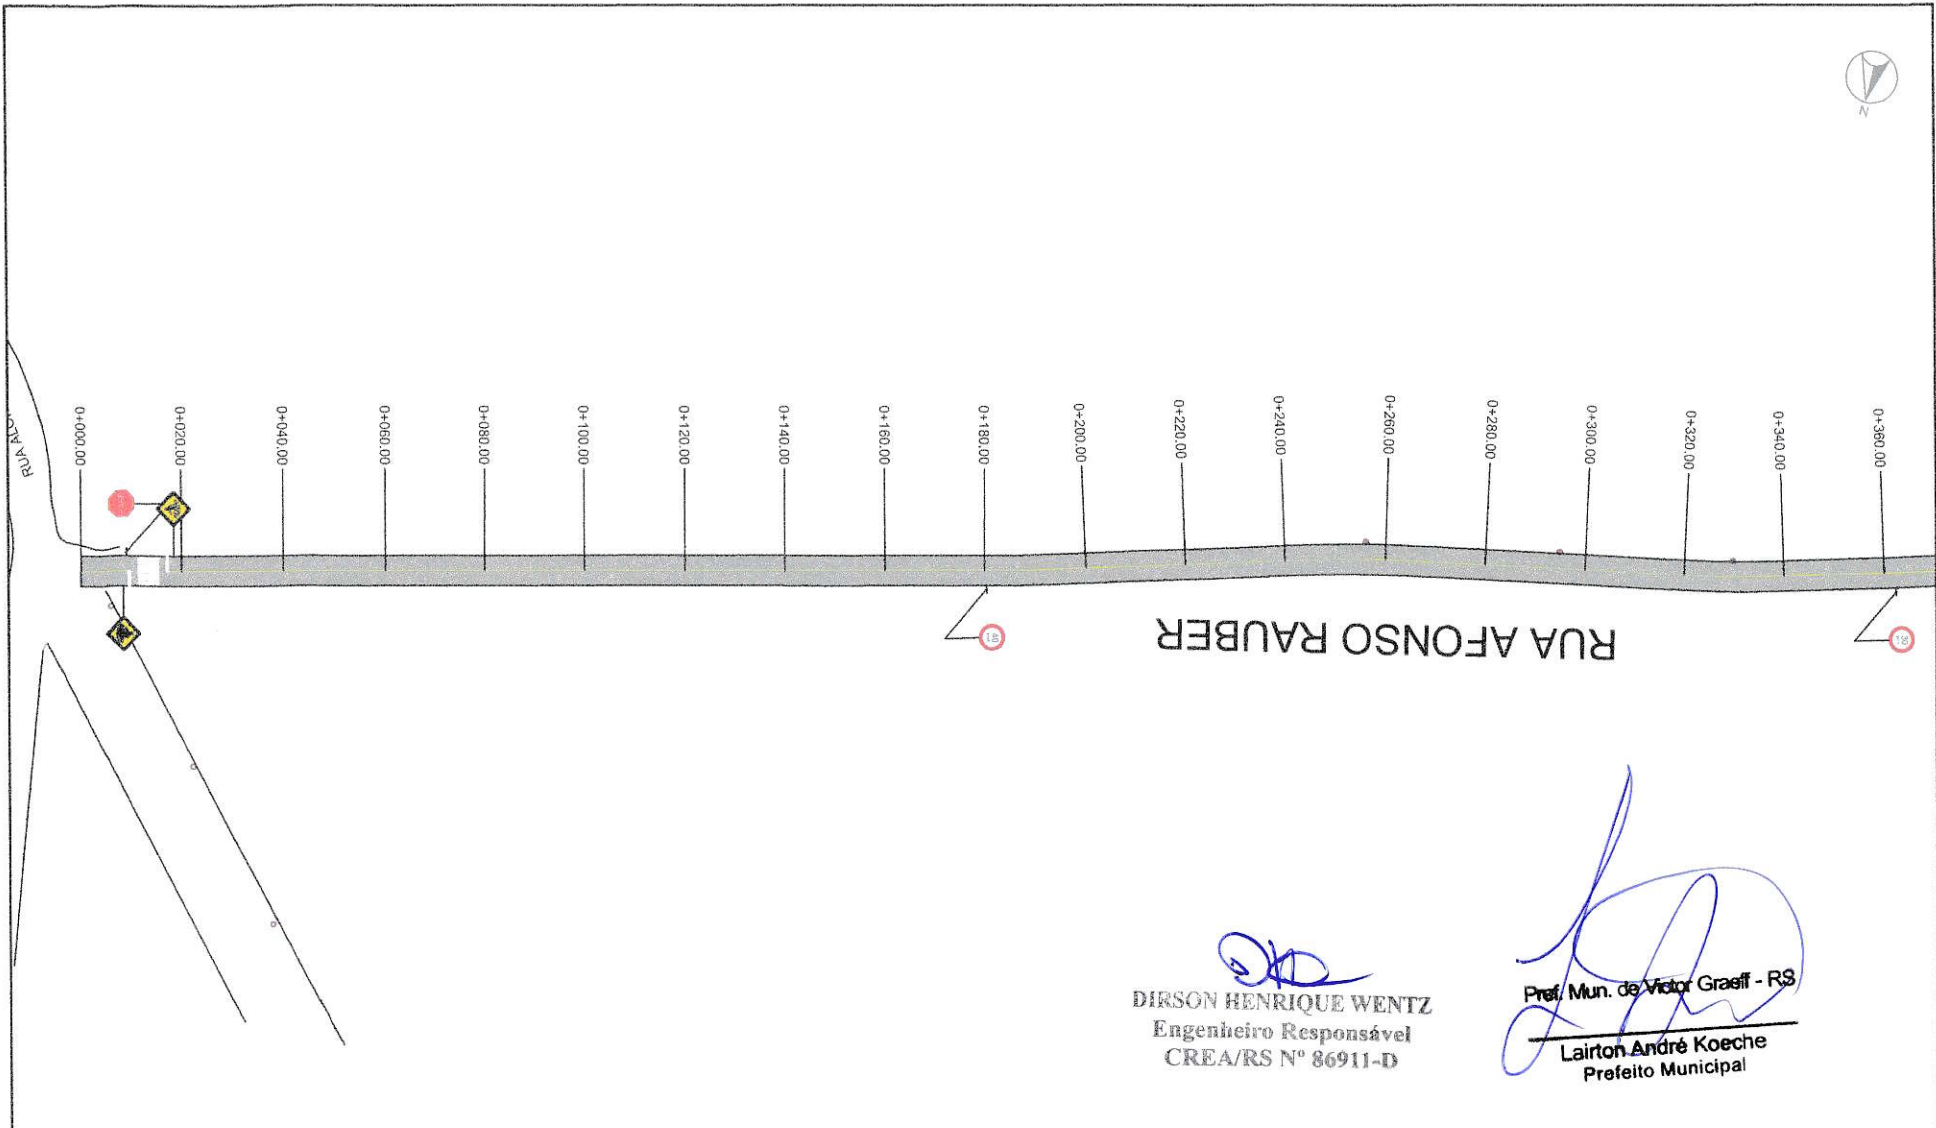 N
RUA
0+000.00
0+020.00
0+040.00
0+060.00
0+080.00
0+100.00
0+120.00
0+140.00
0+160.00
0+180.00
0+200.00
0+220.00
0+240.00
0+260.00
0+280.00
0+300.00
0+320.00
0+340.00
0+360.00
RUA AFONSO RAUBER
DIRSON HENRIQUE WENTZ
Engenheiro Responsável
CREA/RS Nº 86911-D
Pref. Mun. de Victor Graeff - RS
Lairton André Koeche
Prefeito Municipal